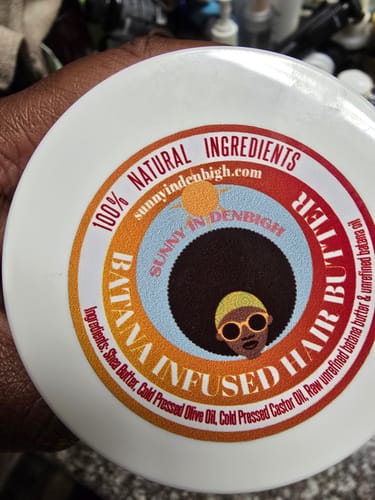 100% NATURAL INGREDIENTS
sunnyindenbigh.com
SUNNY IN DENBIGH
BATANA INFUSED HAIR BUTTER
Ingredients: Shea Butter, Cold Pressed Olive Oil, Cold Pressed Castor Oil, Raw unrefined batana butter & unrefined batana oil